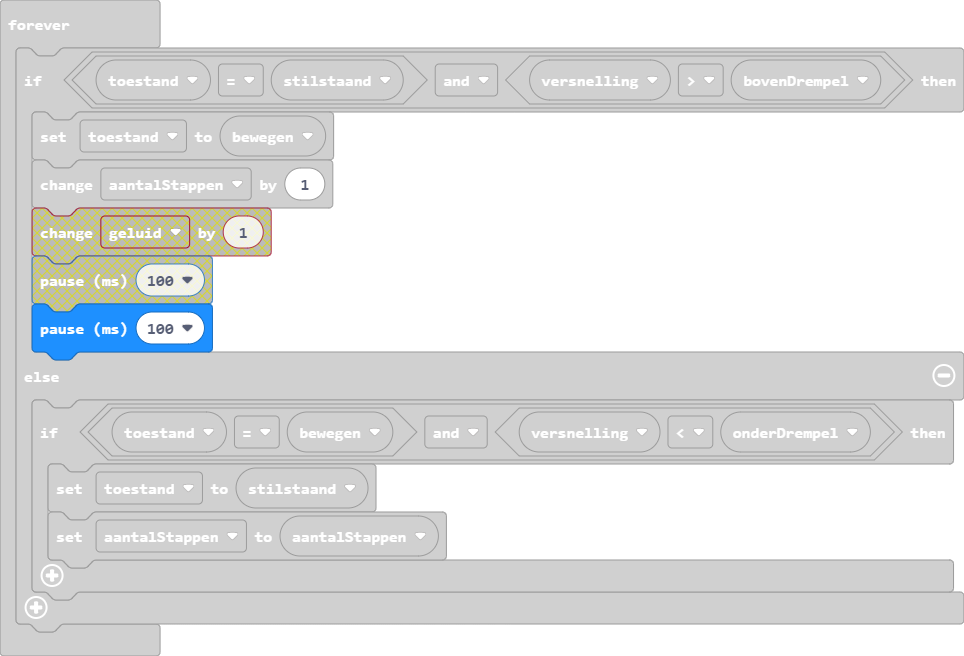 forever
if toestand = stilstaand and versnelling > bovenDrempel then
set toestand to bewegen
change aantalStappen by 1
change geluid by 1
pause (ms) 100
pause (ms) 100
else
if toestand = bewegen and versnelling < onderDrempel then
set toestand to stilstaand
set aantalStappen to aantalStappen